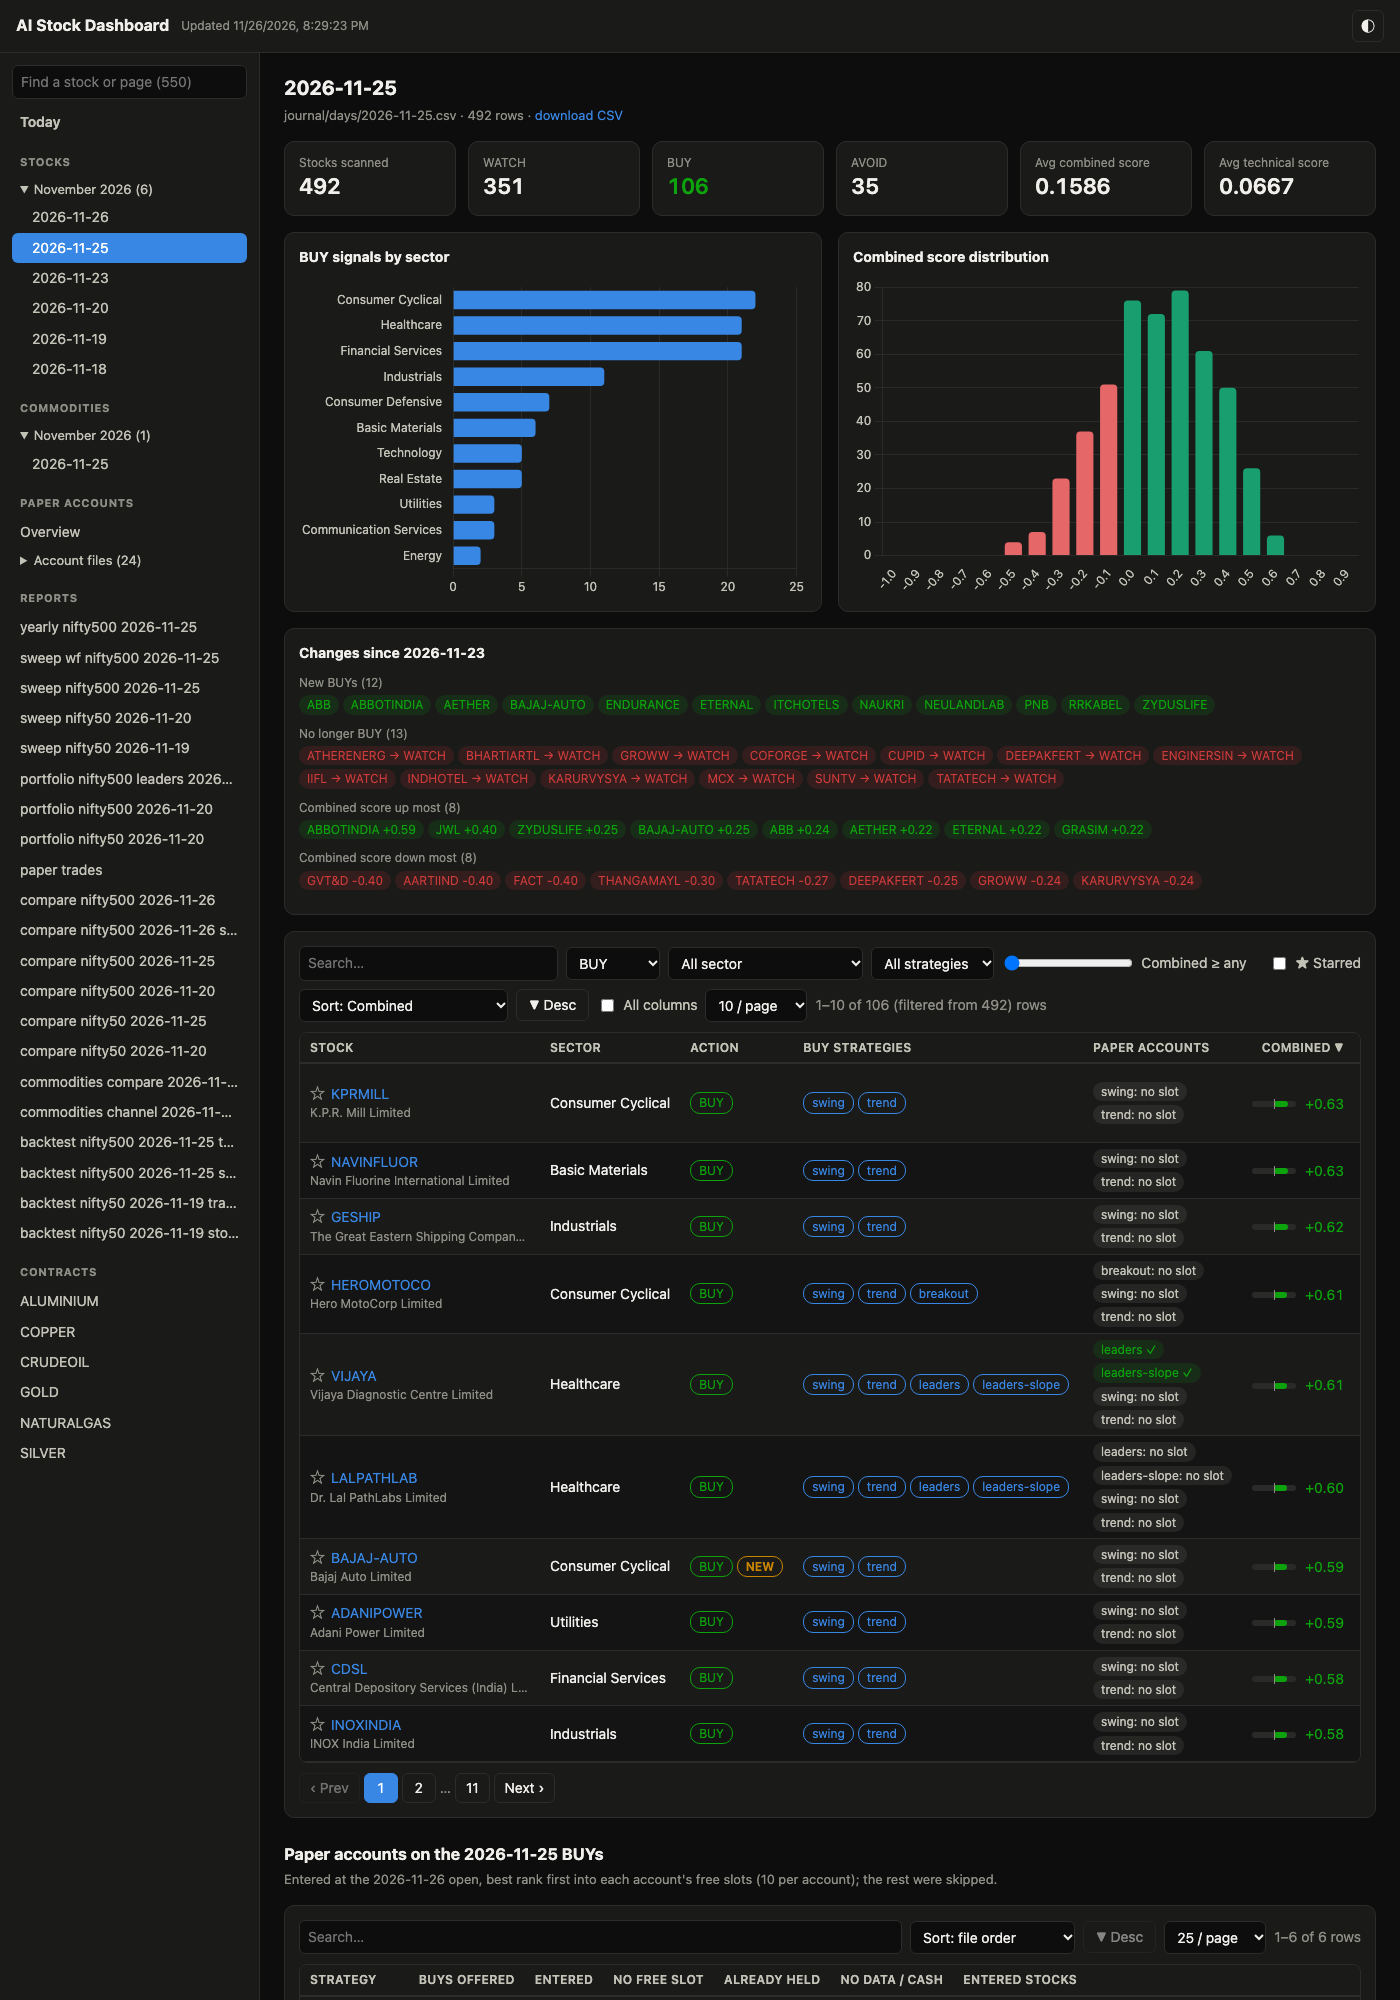 AI Stock Dashboard Updated 11/26/2026, 8:29:23 PM
Find a stock or page (550)
Today
STOCKS
▼ November 2026 (6)
2026-11-26
2026-11-25
2026-11-23
2026-11-20
2026-11-19
2026-11-18
COMMODITIES
▼ November 2026 (1)
2026-11-25
PAPER ACCOUNTS
Overview
▶ Account files (24)
REPORTS
yearly nifty500 2026-11-25
sweep wf nifty500 2026-11-25
sweep nifty500 2026-11-25
sweep nifty50 2026-11-20
sweep nifty50 2026-11-19
portfolio nifty500 leaders 2026...
portfolio nifty500 2026-11-20
portfolio nifty50 2026-11-20
paper trades
compare nifty500 2026-11-26
compare nifty500 2026-11-26 s...
compare nifty500 2026-11-25
compare nifty500 2026-11-20
compare nifty50 2026-11-25
compare nifty50 2026-11-20
commodities compare 2026-11-...
commodities channel 2026-11-...
backtest nifty500 2026-11-25 t...
backtest nifty500 2026-11-25 s...
backtest nifty50 2026-11-19 tra...
backtest nifty50 2026-11-19 sto...
CONTRACTS
ALUMINIUM
COPPER
CRUDEOIL
GOLD
NATURALGAS
SILVER
2026-11-25
journal/days/2026-11-25.csv · 492 rows · download CSV
Stocks scanned
492
WATCH
351
BUY
106
AVOID
35
Avg combined score
0.1586
Avg technical score
0.0667
BUY signals by sector
Consumer Cyclical
Healthcare
Financial Services
Industrials
Consumer Defensive
Basic Materials
Technology
Real Estate
Utilities
Communication Services
Energy
0 5 10 15 20 25
Combined score distribution
80
70
60
50
40
30
20
10
0
-1.0 -0.9 -0.8 -0.7 -0.6 -0.5 -0.4 -0.3 -0.2 -0.1 0.0 0.1 0.2 0.3 0.4 0.5 0.6 0.7 0.8 0.9
Changes since 2026-11-23
New BUYs (12)
ABB ABBOTINDIA AETHER BAJAJ-AUTO ENDURANCE ETERNAL ITCHOTELS NAUKRI NEULANDLAB PNB RRKABEL ZYDUSLIFE
No longer BUY (13)
ATHERENERG → WATCH BHARTIARTL → WATCH GROWW → WATCH COFORGE → WATCH CUPID → WATCH DEEPAKFERT → WATCH ENGINERSIN → WATCH
IIFL → WATCH INDHOTEL → WATCH KARURVYSYA → WATCH MCX → WATCH SUNTV → WATCH TATATECH → WATCH
Combined score up most (8)
ABBOTINDIA +0.59 JWL +0.40 ZYDUSLIFE +0.25 BAJAJ-AUTO +0.25 ABB +0.24 AETHER +0.22 ETERNAL +0.22 GRASIM +0.22
Combined score down most (8)
GVT&D -0.40 AARTIIND -0.40 FACT -0.40 THANGAMAYL -0.30 TATATECH -0.27 DEEPAKFERT -0.25 GROWW -0.24 KARURVYSYA -0.24
Search... BUY All sector All strategies Combined ≥ any ★ Starred
Sort: Combined ▼ Desc All columns 10 / page 1–10 of 106 (filtered from 492) rows
STOCK SECTOR ACTION BUY STRATEGIES PAPER ACCOUNTS COMBINED ▼
☆ KPRMILL
K.P.R. Mill Limited
Consumer Cyclical BUY swing trend
swing: no slot
trend: no slot
+0.63
☆ NAVINFLUOR
Navin Fluorine International Limited
Basic Materials BUY swing trend
swing: no slot
trend: no slot
+0.63
☆ GESHIP
The Great Eastern Shipping Compan...
Industrials BUY swing trend
swing: no slot
trend: no slot
+0.62
☆ HEROMOTOCO
Hero MotoCorp Limited
Consumer Cyclical BUY swing trend breakout
breakout: no slot
swing: no slot
trend: no slot
+0.61
☆ VIJAYA
Vijaya Diagnostic Centre Limited
Healthcare BUY swing trend leaders leaders-slope
leaders ✓
leaders-slope ✓
swing: no slot
trend: no slot
+0.61
☆ LALPATHLAB
Dr. Lal PathLabs Limited
Healthcare BUY swing trend leaders leaders-slope
leaders: no slot
leaders-slope: no slot
swing: no slot
trend: no slot
+0.60
☆ BAJAJ-AUTO
Bajaj Auto Limited
Consumer Cyclical BUY NEW swing trend
swing: no slot
trend: no slot
+0.59
☆ ADANIPOWER
Adani Power Limited
Utilities BUY swing trend
swing: no slot
trend: no slot
+0.59
☆ CDSL
Central Depository Services (India) L...
Financial Services BUY swing trend
swing: no slot
trend: no slot
+0.58
☆ INOXINDIA
INOX India Limited
Industrials BUY swing trend
swing: no slot
trend: no slot
+0.58
‹ Prev 1 2 ... 11 Next ›
Paper accounts on the 2026-11-25 BUYs
Entered at the 2026-11-26 open, best rank first into each account's free slots (10 per account); the rest were skipped.
Search... Sort: file order ▼ Desc 25 / page 1–6 of 6 rows
STRATEGY BUYS OFFERED ENTERED NO FREE SLOT ALREADY HELD NO DATA / CASH ENTERED STOCKS